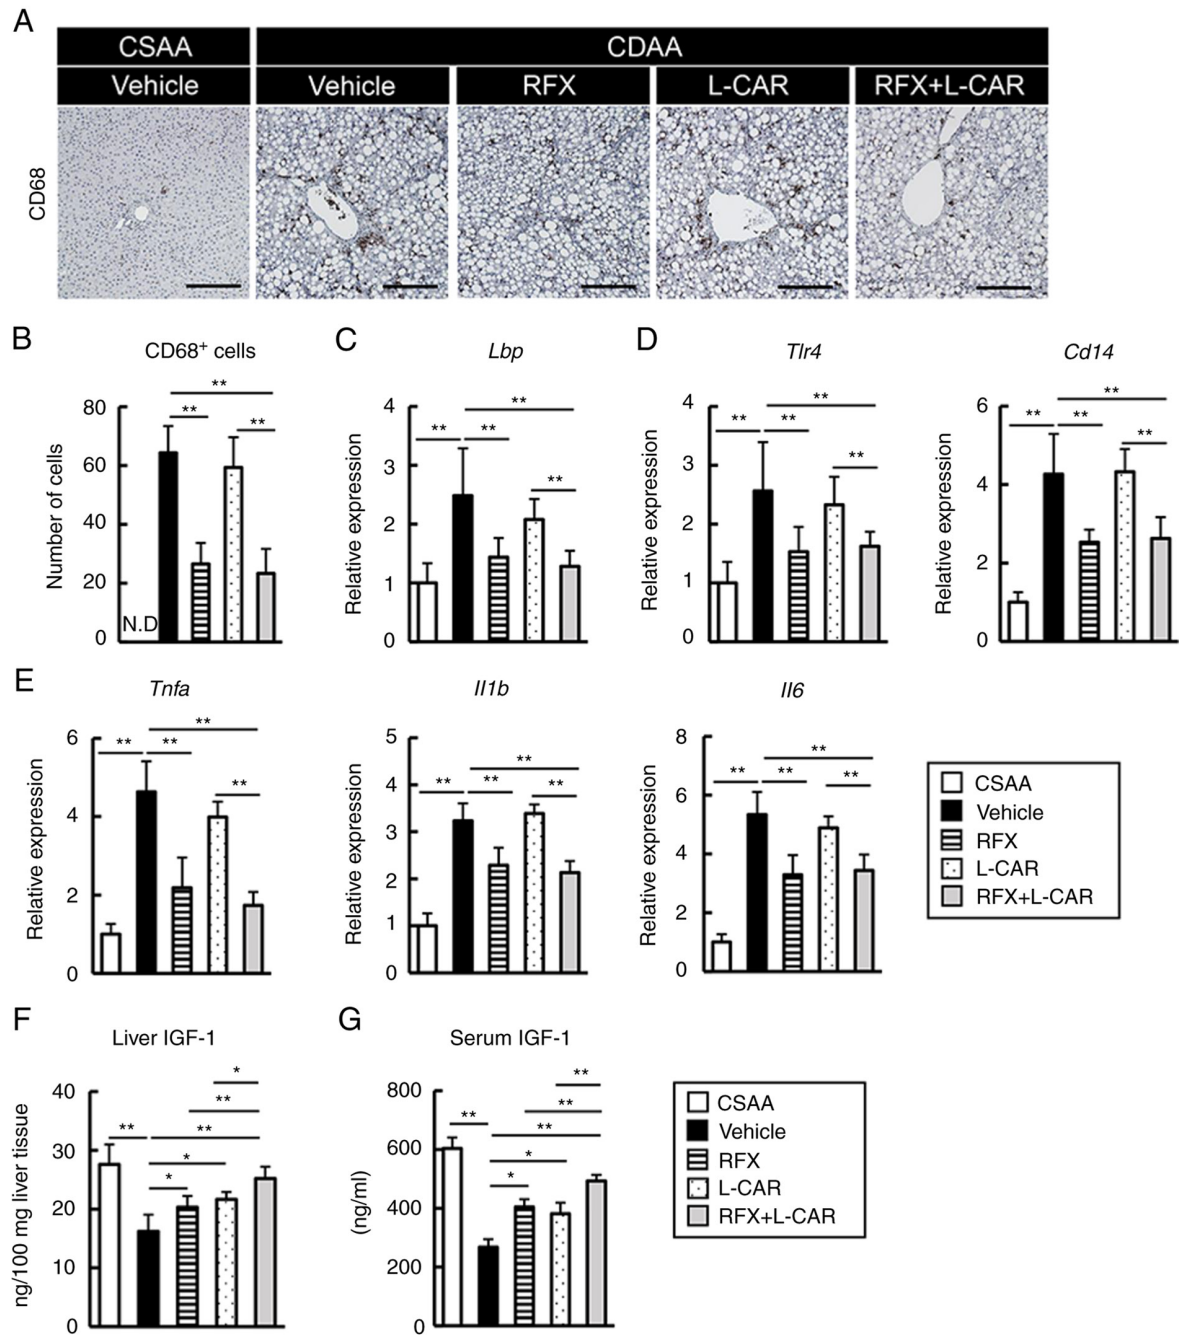 A
CSAA CDAA
Vehicle Vehicle RFX L-CAR RFX+L-CAR
CD68
B C D
CD68+ cells Lbp Tlr4 Cd14
Number of cells
80
60
40
20
0
N.D
** ** **
Relative expression
4
3
2
1
0
** ** ** **
Relative expression
4
3
2
1
0
** ** ** **
Relative expression
6
4
2
0
** ** ** **
E
Tnfa Il1b Il6
Relative expression
6
4
2
0
** ** ** **
Relative expression
5
4
3
2
1
0
** ** ** **
Relative expression
8
6
4
2
0
** ** ** **
CSAA
Vehicle
RFX
L-CAR
RFX+L-CAR
F G
Liver IGF-1 Serum IGF-1
ng/100 mg liver tissue
40
30
20
10
0
*
**
** **
*
*
(ng/ml)
800
600
400
200
0
**
**
** **
*
*
CSAA
Vehicle
RFX
L-CAR
RFX+L-CAR